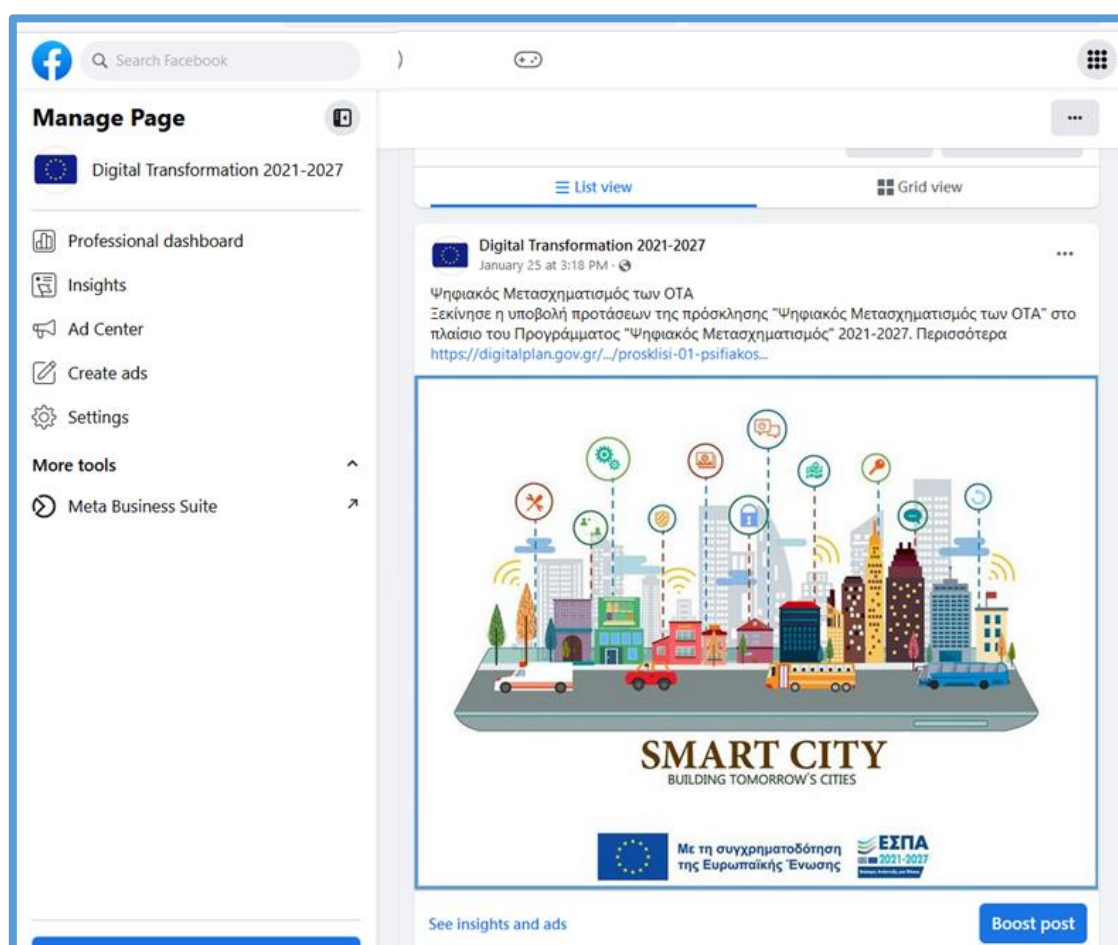 Search Facebook
Manage Page
Digital Transformation 2021-2027
Professional dashboard
Insights
Ad Center
Create ads
Settings
More tools
Meta Business Suite
List view
Grid view
Digital Transformation 2021-2027
January 25 at 3:18 PM ·
Ψηφιακός Μετασχηματισμός των ΟΤΑ
Ξεκίνησε η υποβολή προτάσεων της πρόσκλησης "Ψηφιακός Μετασχηματισμός των ΟΤΑ" στο
πλαίσιο του Προγράμματος "Ψηφιακός Μετασχηματισμός" 2021-2027. Περισσότερα
https://digitalplan.gov.gr/.../prosklisi-01-psifiakos...
SMART CITY
BUILDING TOMORROW'S CITIES
Με τη συγχρηματοδότηση
της Ευρωπαϊκής Ένωσης
ΕΣΠΑ
2021-2027
See insights and ads
Boost post